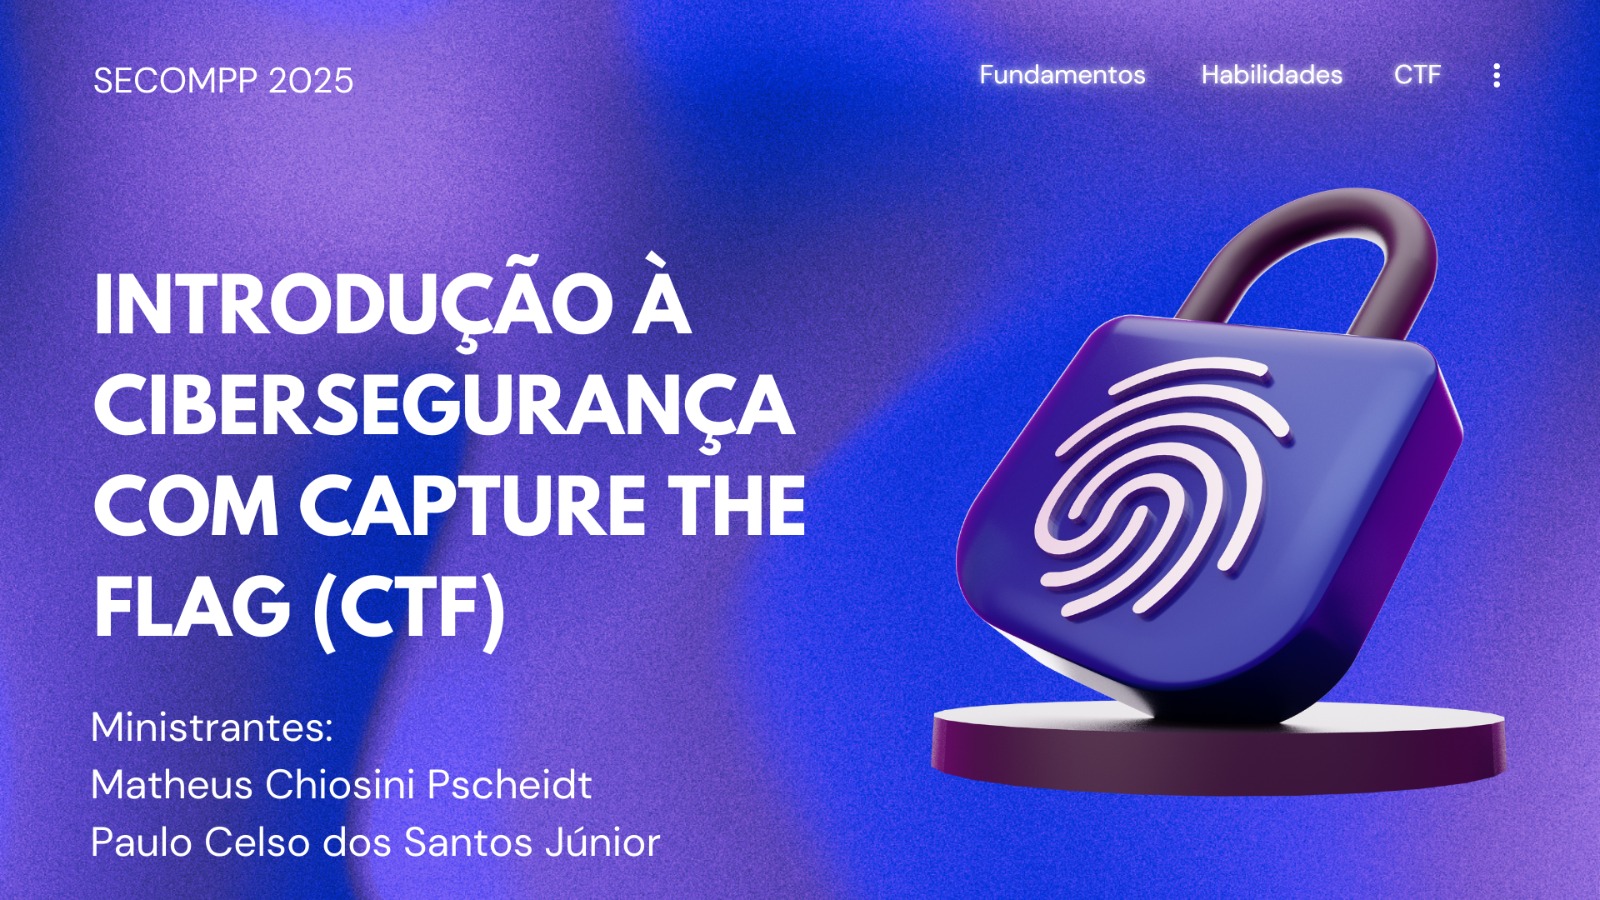 SECOMPP 2025
Fundamentos Habilidades CTF
INTRODUÇÃO À
CIBERSEGURANÇA
COM CAPTURE THE
FLAG (CTF)
Ministrantes:
Matheus Chiosini Pscheidt
Paulo Celso dos Santos Júnior